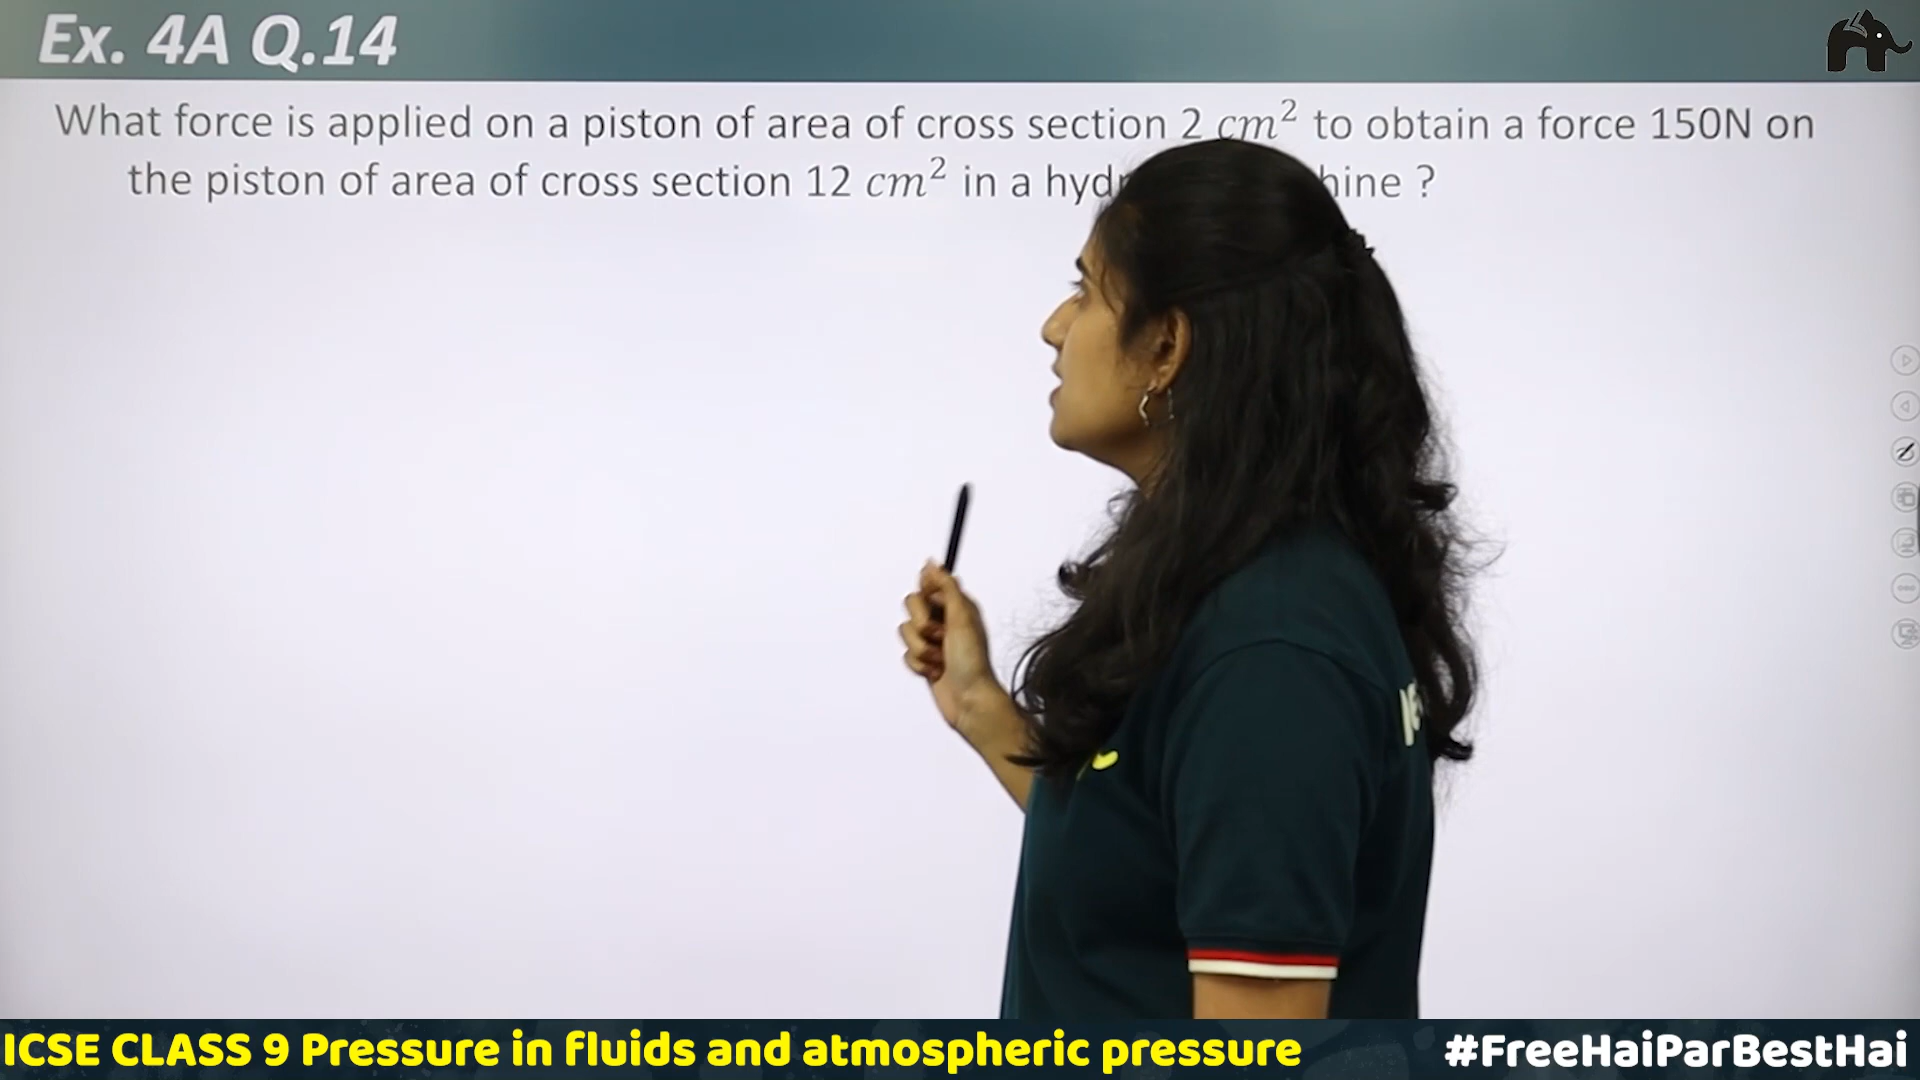 Ex. 4A Q.14
What force is applied on a piston of area of cross section 2 cm² to obtain a force 150N on
the piston of area of cross section 12 cm² in a hine ?
ICSE CLASS 9 Pressure in fluids and atmospheric pressure
#FreeHaiParBestHai